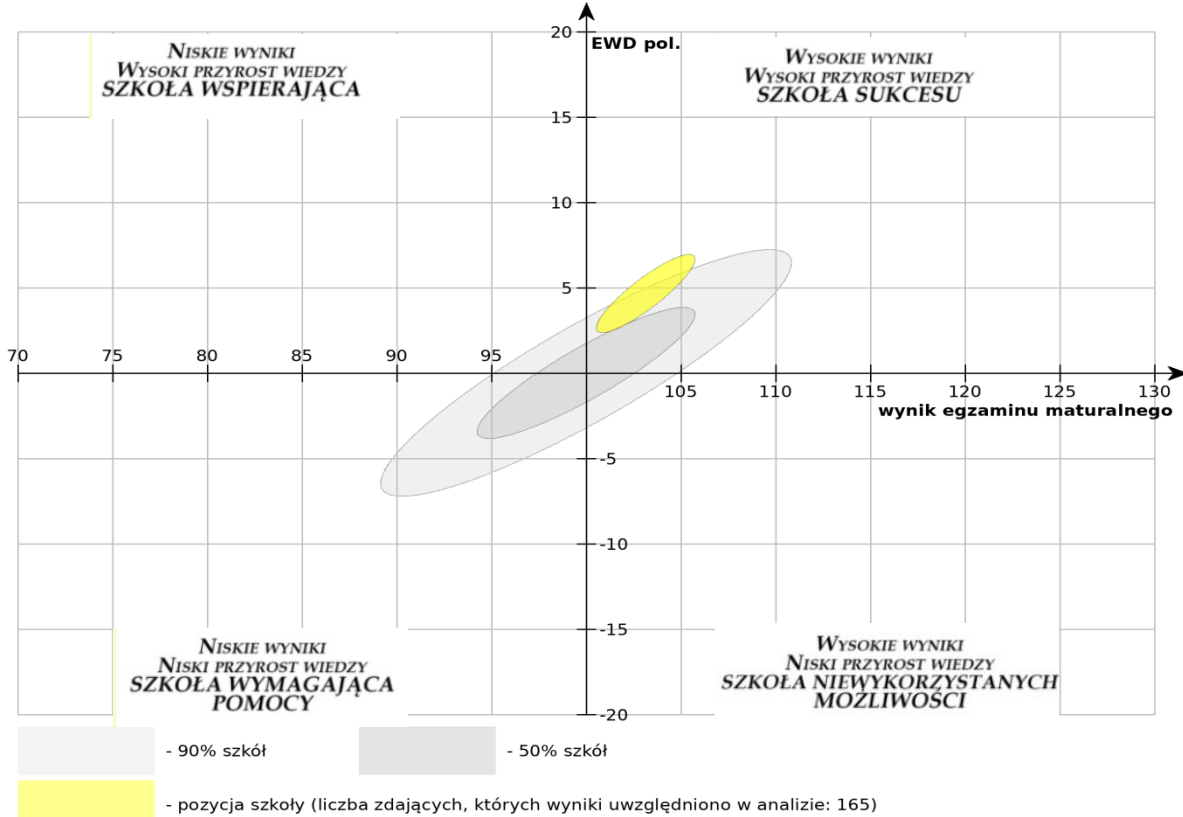 20
EWD pol.
NISKIE WYNIKI
WYSOKI PRZYROST WIEDZY
SZKOŁA WSPIERAJĄCA
WYSOKIE WYNIKI
WYSOKI PRZYROST WIEDZY
SZKOŁA SUKCESU
15
10
5
70
75
80
85
90
95
105
110
115
120
125
130
wynik egzaminu maturalnego
-5
-10
-15
NISKIE WYNIKI
NISKI PRZYROST WIEDZY
SZKOŁA WYMAGAJĄCA
POMOCY
WYSOKIE WYNIKI
NISKI PRZYROST WIEDZY
SZKOŁA NIEWYKORZYSTANYCH
MOŻLIWOŚCI
-20
- 90% szkół
- 50% szkół
- pozycja szkoły (liczba zdających, których wyniki uwzględniono w analizie: 165)